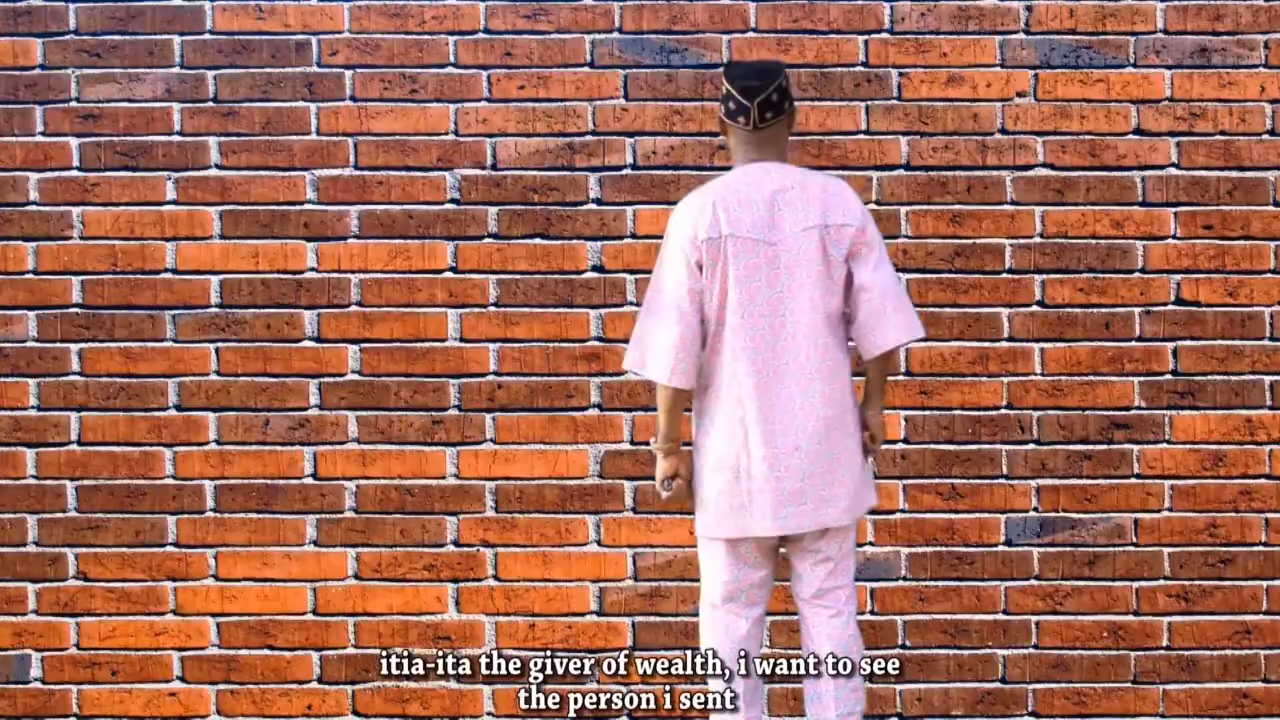 itia-ita the giver of wealth, i want to see
the person i sent